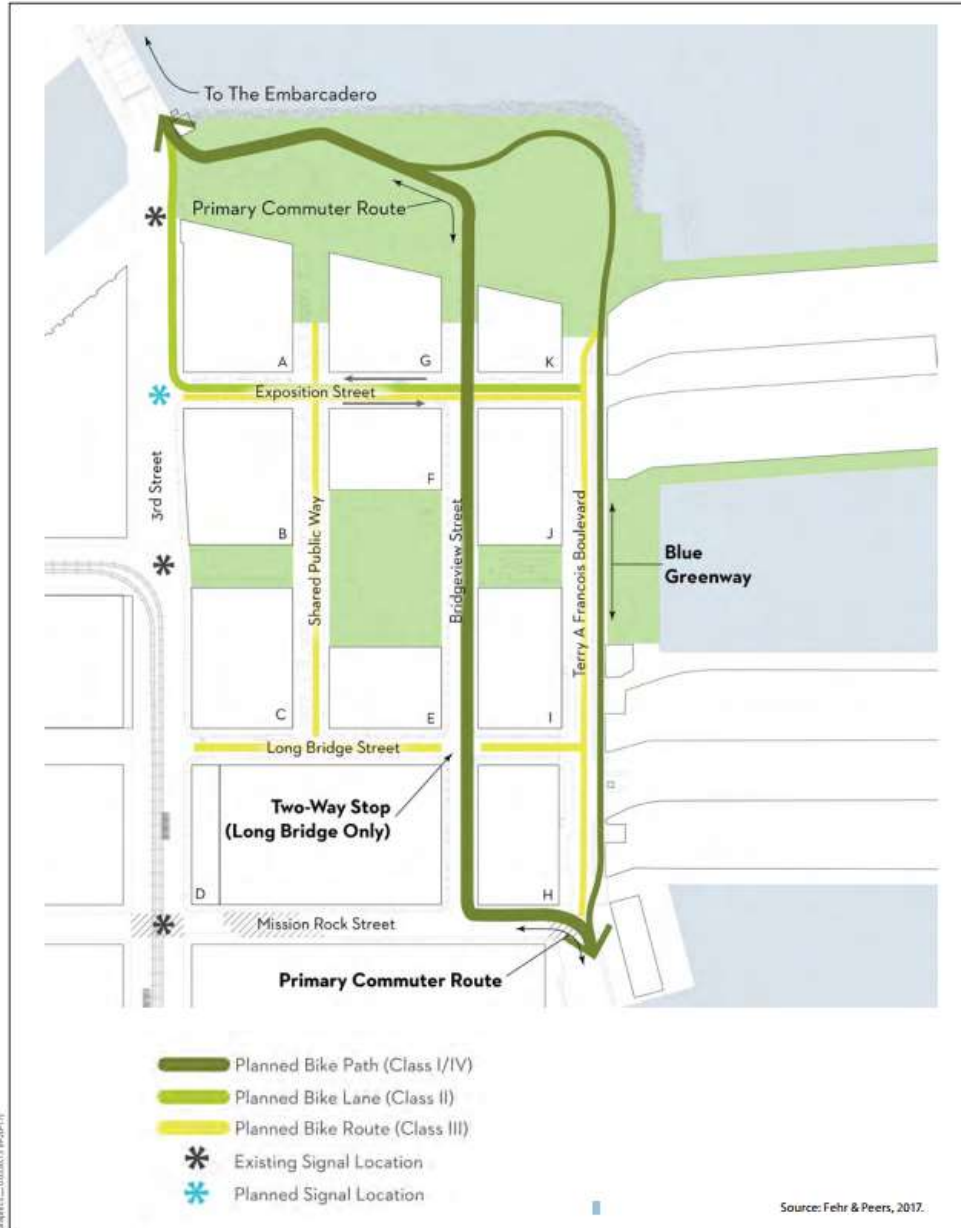 To The Embarcadero
Primary Commuter Route
A
G
K
Exposition Street
3rd Street
Shared Public Way
Bridgeview Street
Terry A Francois Boulevard
F
B
J
Blue
Greenway
C
E
I
Long Bridge Street
Two-Way Stop
(Long Bridge Only)
D
H
Mission Rock Street
Primary Commuter Route
Planned Bike Path (Class I/IV)
Planned Bike Lane (Class II)
Planned Bike Route (Class III)
Existing Signal Location
Planned Signal Location
Source: Fehr & Peers, 2017.